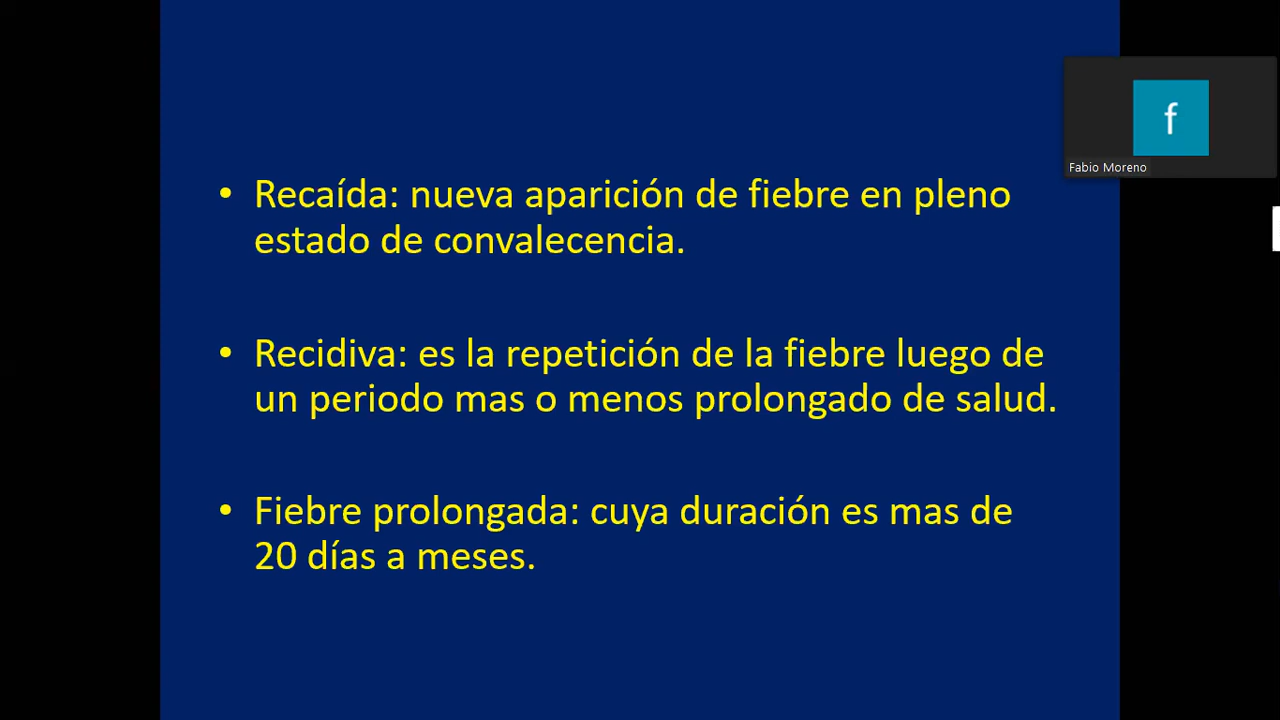 • Recaída: nueva aparición de fiebre en pleno
estado de convalecencia.
• Recidiva: es la repetición de la fiebre luego de
un periodo mas o menos prolongado de salud.
• Fiebre prolongada: cuya duración es mas de
20 días a meses.
f
Fabio Moreno